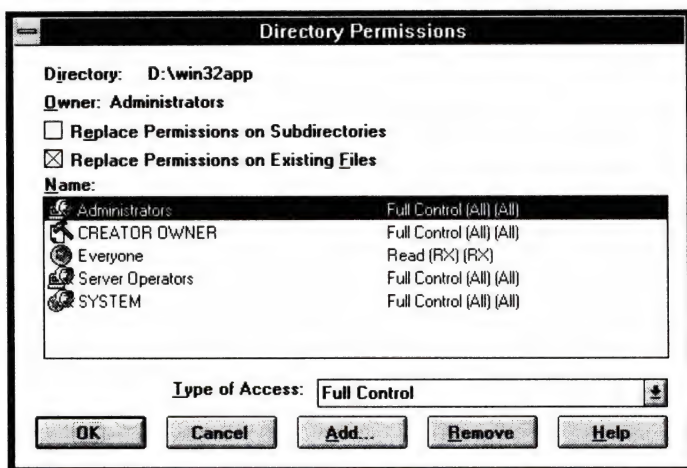 Directory Permissions
Directory: D:\win32app
Owner: Administrators
Replace Permissions on Subdirectories
Replace Permissions on Existing Files
Name:
Administrators Full Control (All) (All)
CREATOR OWNER Full Control (All) (All)
Everyone Read (RX) (RX)
Server Operators Full Control (All) (All)
SYSTEM Full Control (All) (All)
Type of Access: Full Control
OK Cancel Add... Remove Help